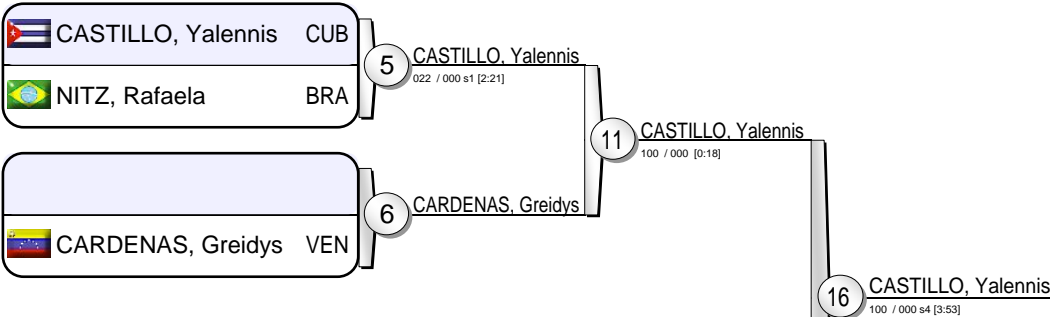 CASTILLO, Yalennis CUB
NITZ, Rafaela BRA
5
CASTILLO, Yalennis
022 / 000 s1 [2:21]
CARDENAS, Greidys VEN
6
CARDENAS, Greidys
11
CASTILLO, Yalennis
100 / 000 [0:18]
16
CASTILLO, Yalennis
100 / 000 s4 [3:53]